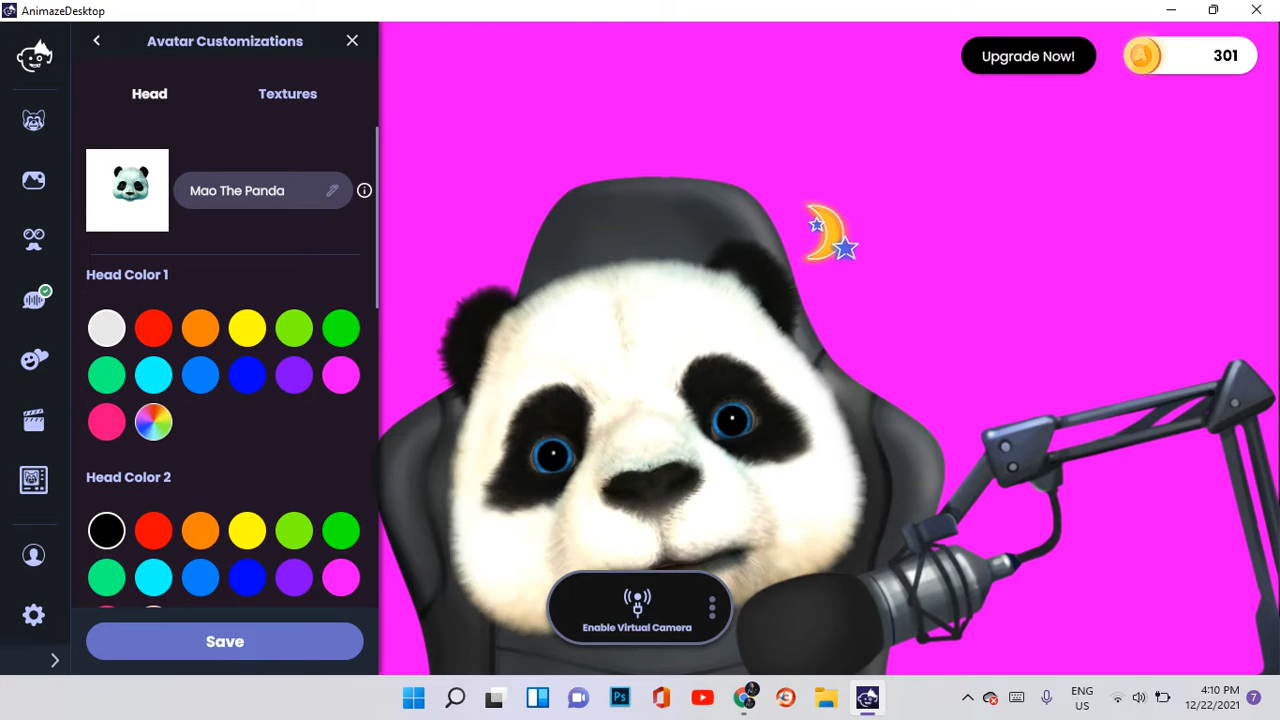 AnimazeDesktop
Avatar Customizations
Upgrade Now!
301
Head
Textures
Mao The Panda
Head Color 1
Head Color 2
Enable Virtual Camera
Save
Ps
ENG
US
4:10 PM
12/22/2021
7